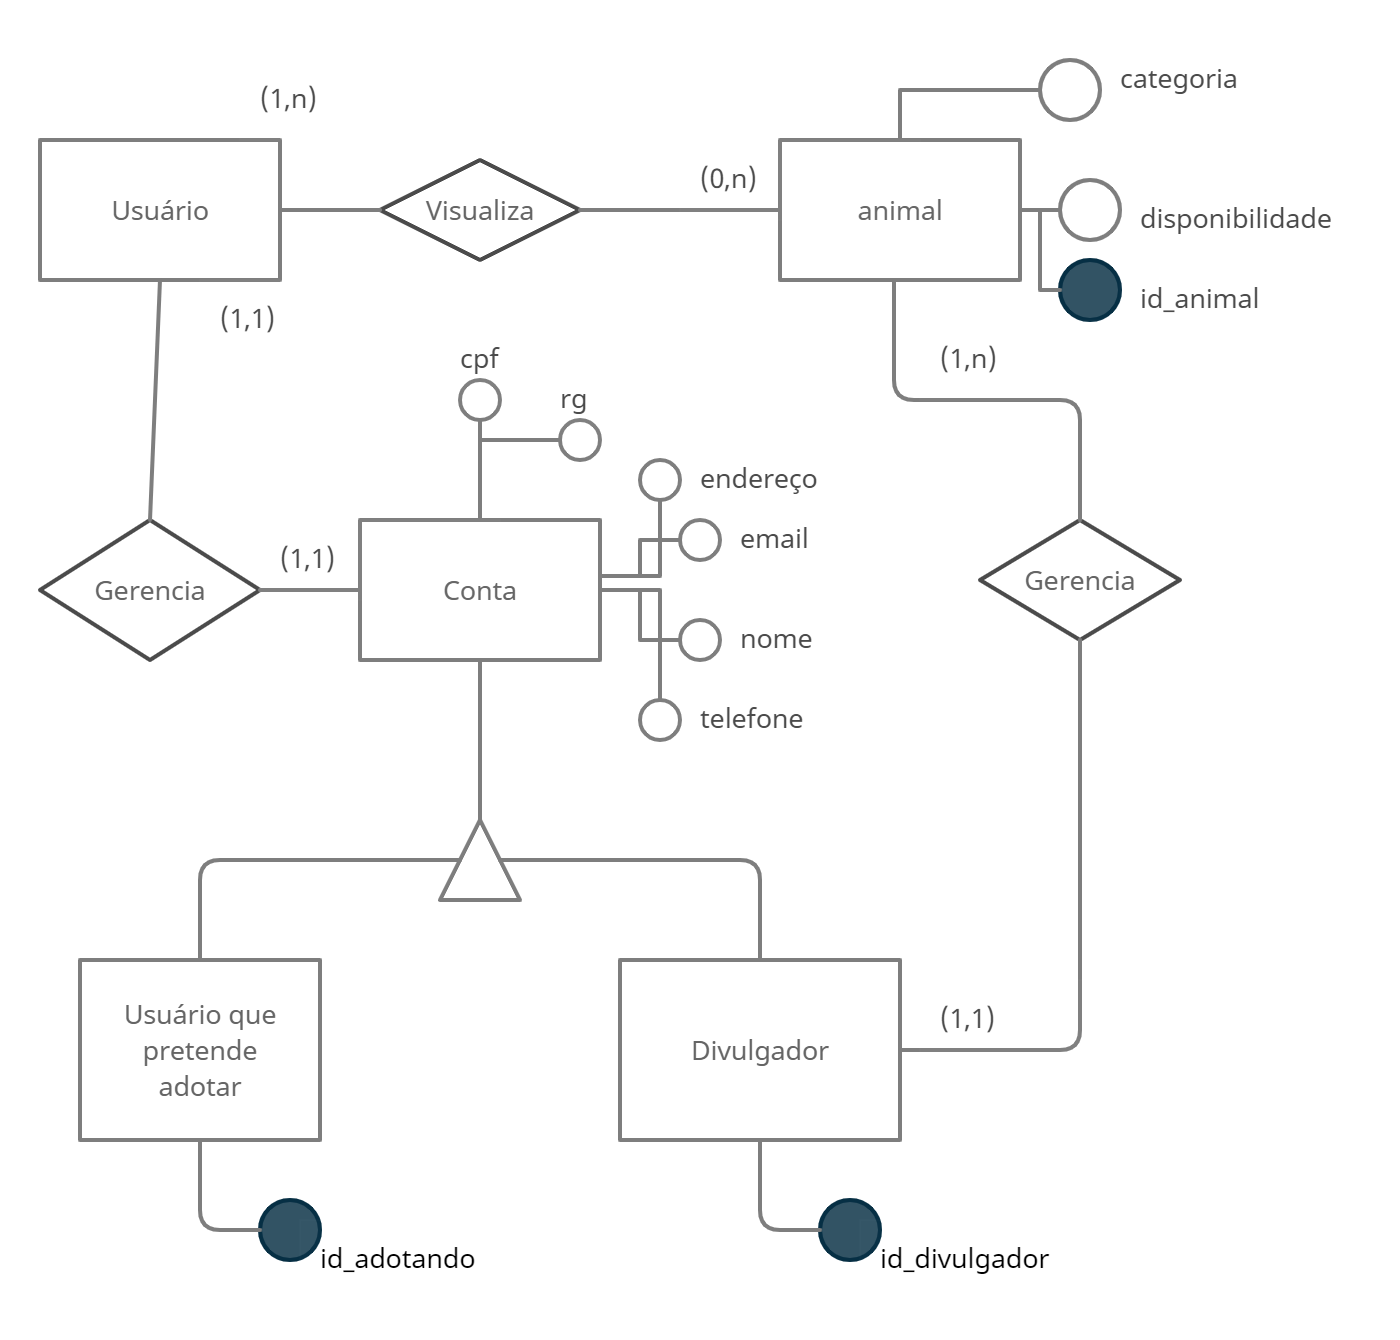 categoria
(1,n)
Usuário
Visualiza
(0,n)
animal
disponibilidade
id_animal
(1,1)
(1,n)
cpf
rg
endereço
email
(1,1)
Gerencia
Conta
Gerencia
nome
telefone
Usuário que
pretende
adotar
Divulgador
(1,1)
id_adotando
id_divulgador